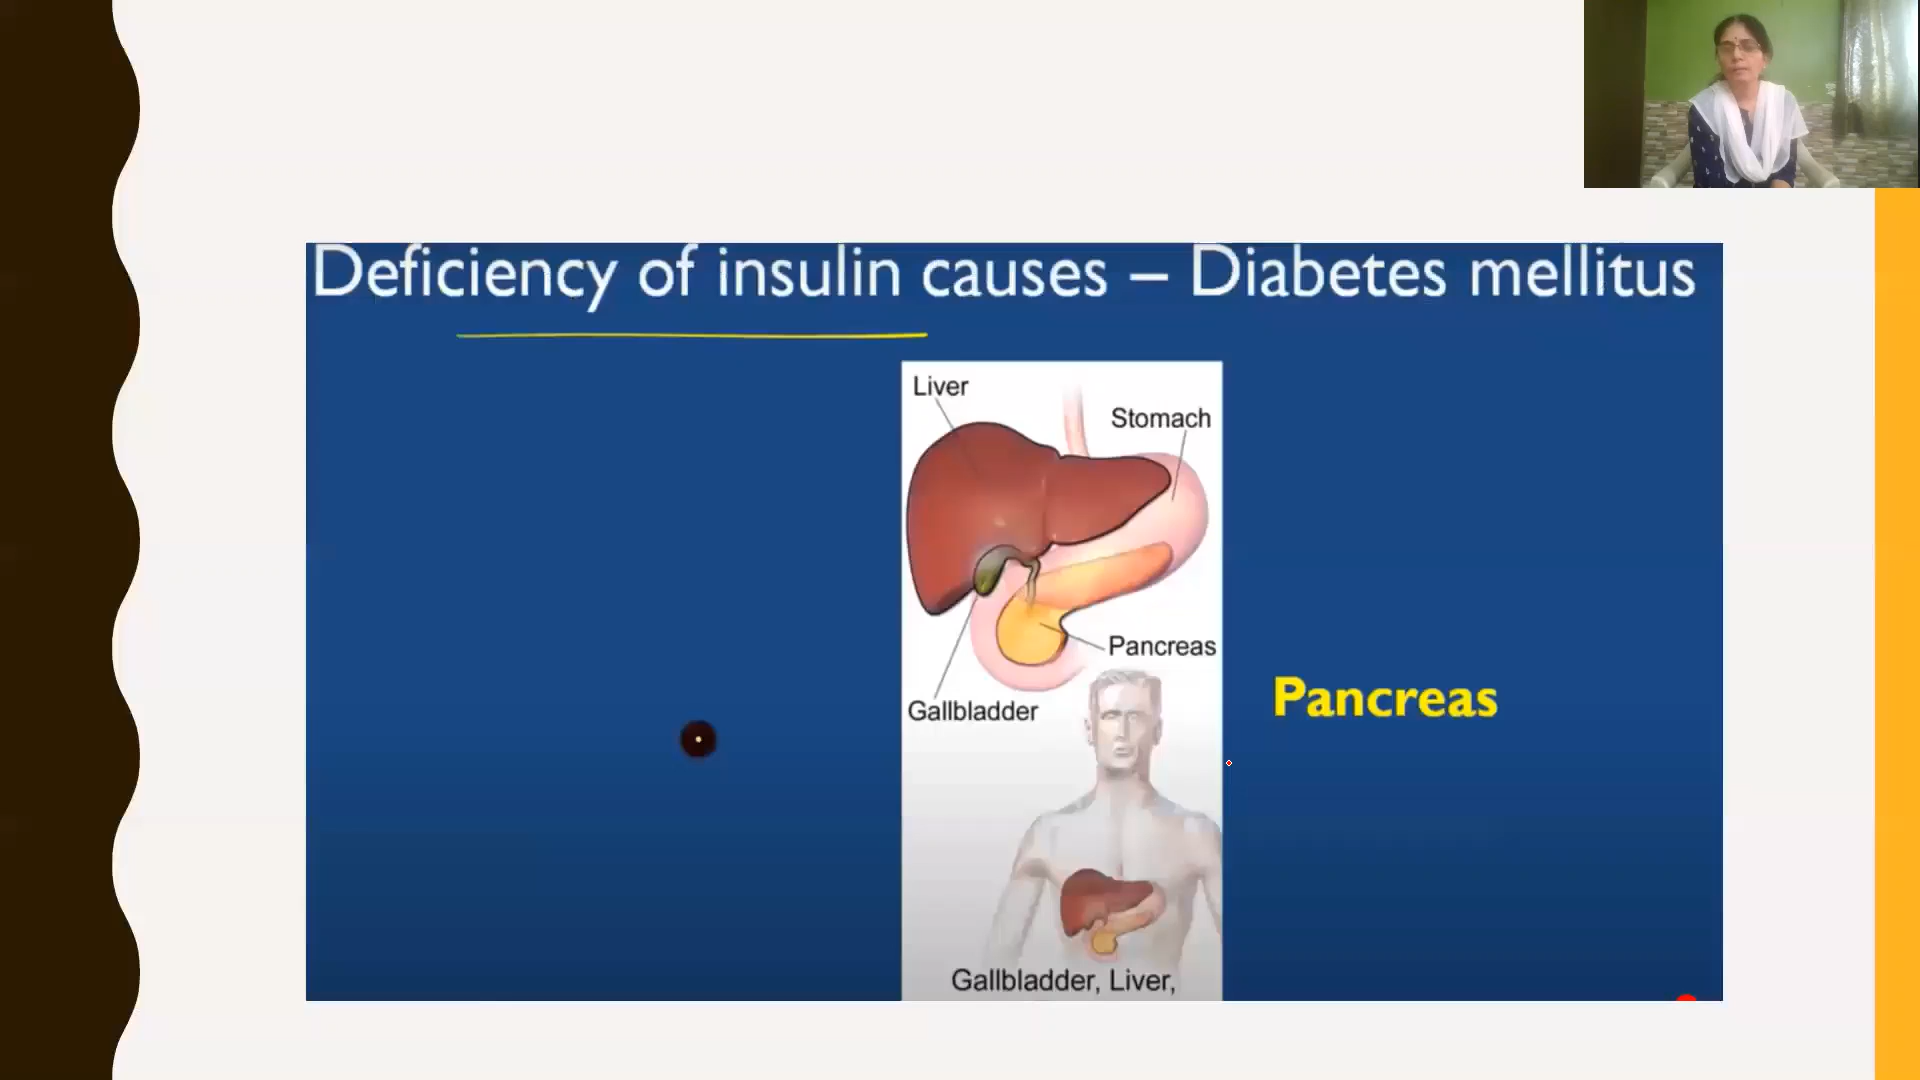 Deficiency of insulin causes – Diabetes mellitus
Liver
Stomach
Pancreas
Gallbladder
Pancreas
Gallbladder, Liver,